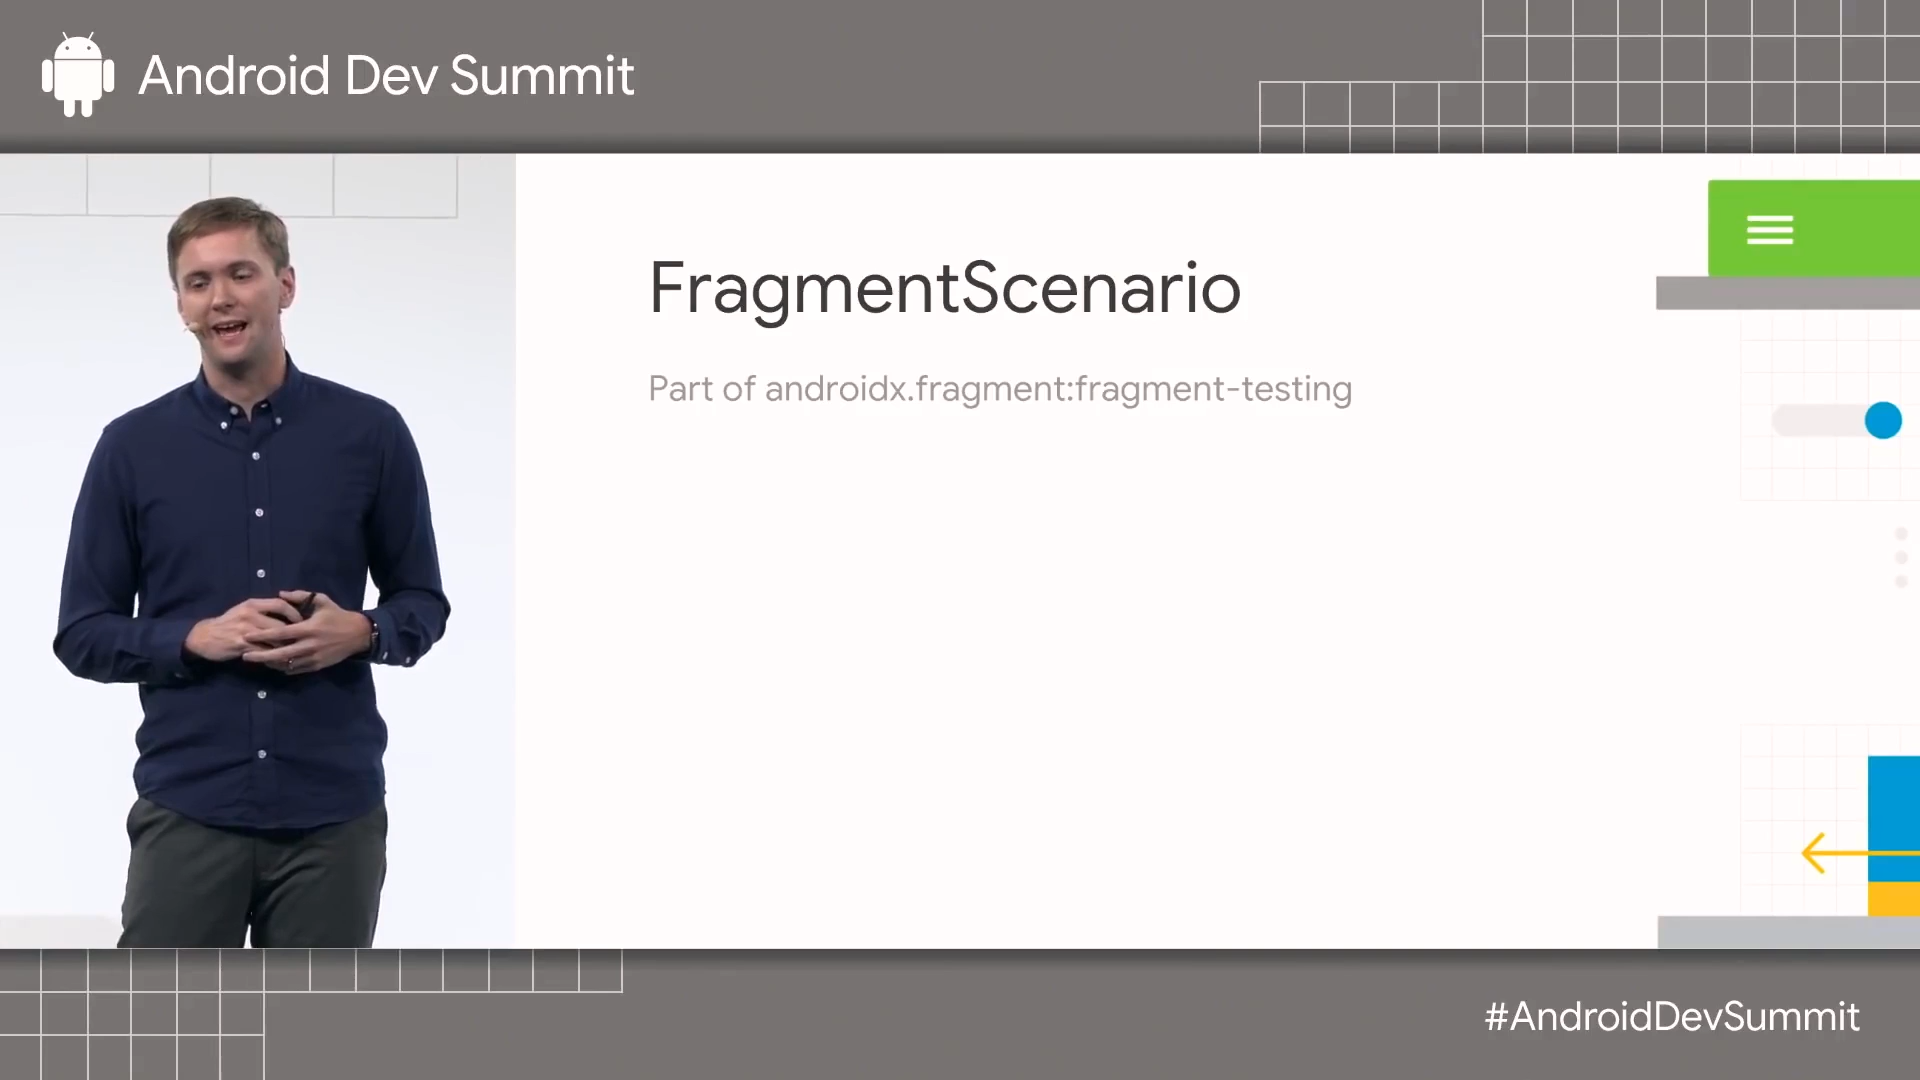 Android Dev Summit
FragmentScenario
Part of androidx.fragment:fragment-testing
#AndroidDevSummit